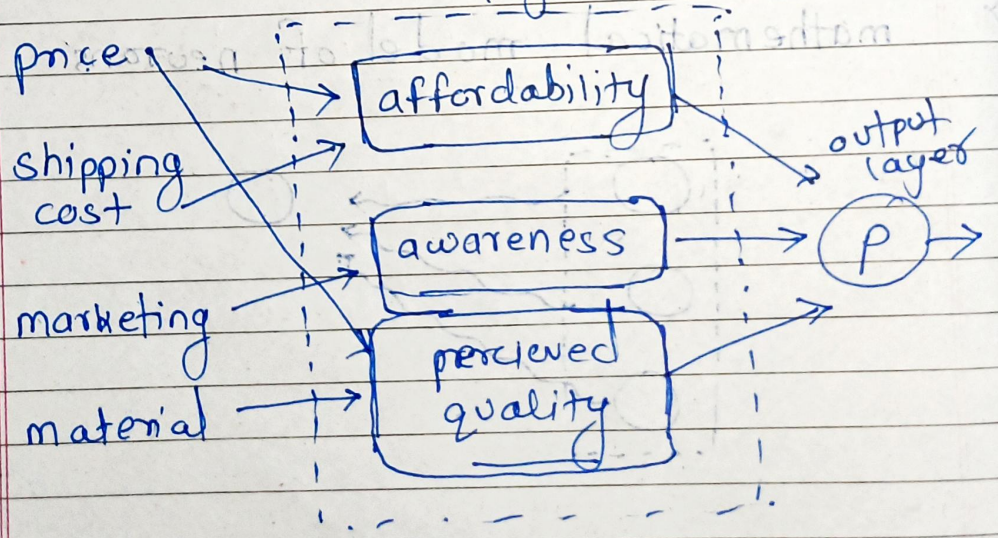 price
shipping
cost
marketing
material
affordability
awareness
percieved
quality
output
layer
P